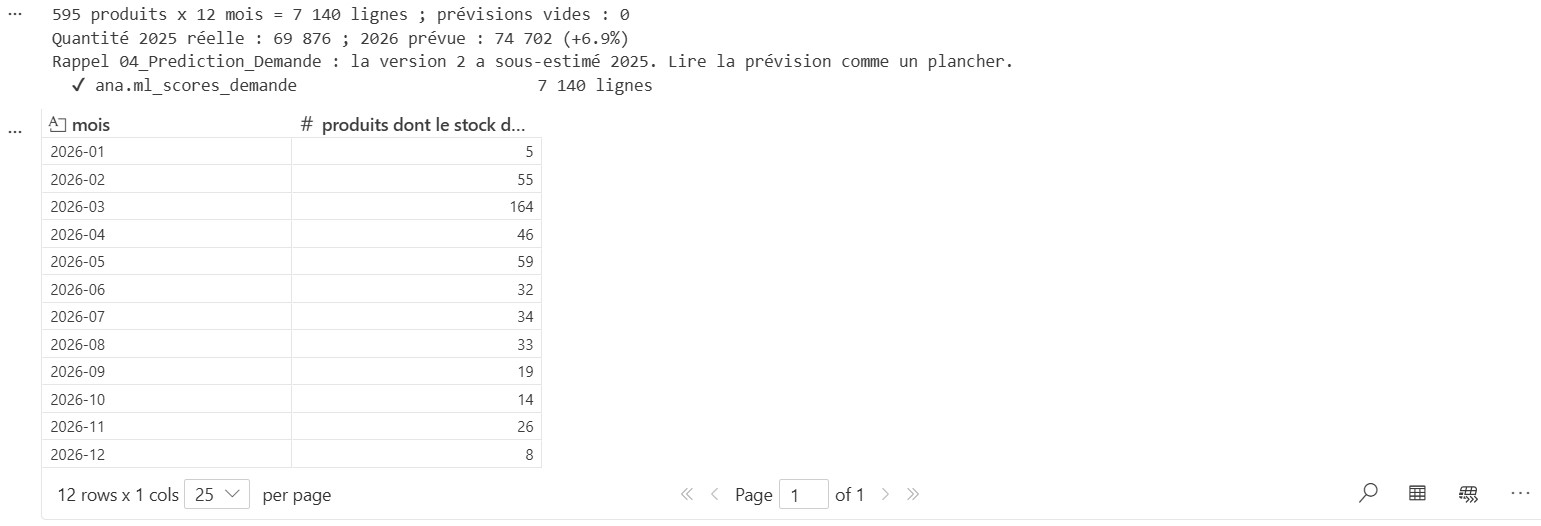 ... 595 produits x 12 mois = 7 140 lignes ; prévisions vides : 0
Quantité 2025 réelle : 69 876 ; 2026 prévue : 74 702 (+6.9%)
Rappel 04_Prediction_Demande : la version 2 a sous-estimé 2025. Lire la prévision comme un plancher.
✓ ana.ml_scores_demande 7 140 lignes
... mois # produits dont le stock d...
2026-01 5
2026-02 55
2026-03 164
2026-04 46
2026-05 59
2026-06 32
2026-07 34
2026-08 33
2026-09 19
2026-10 14
2026-11 26
2026-12 8
12 rows x 1 cols 25 per page Page 1 of 1